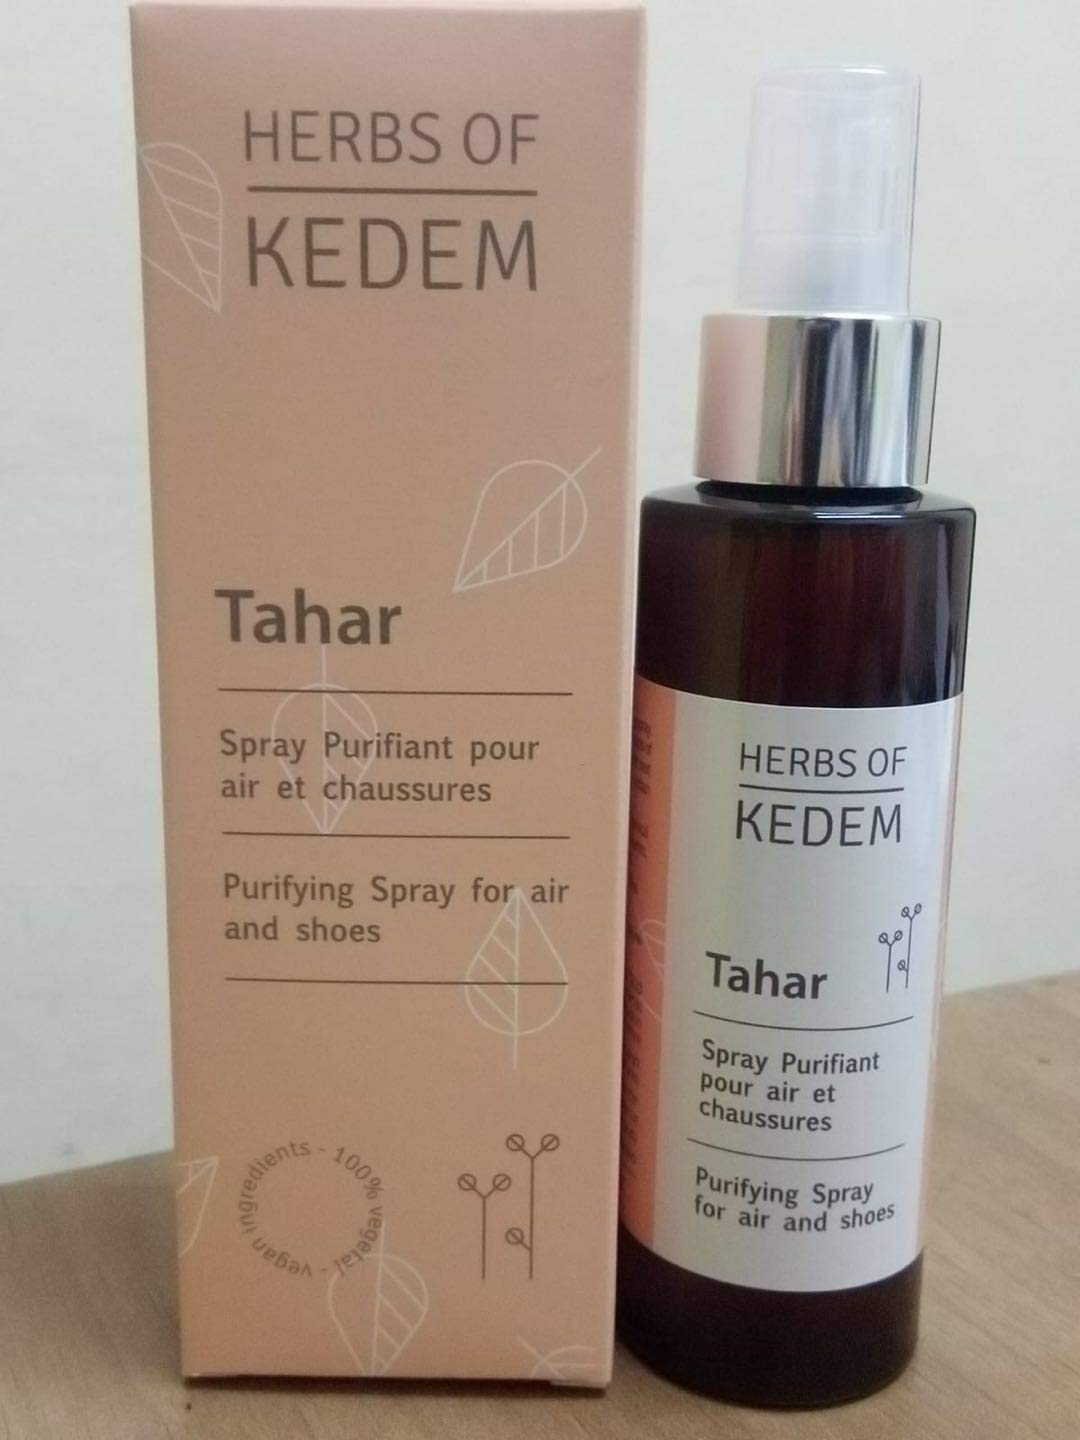 HERBS OF
KEDEM
Tahar
Spray Purifiant pour
air et chaussures
Purifying Spray for air
and shoes
100% vegetal - vegan ingredients -
HERBS OF
KEDEM
Tahar
Spray Purifiant
pour air et
chaussures
Purifying Spray
for air and shoes